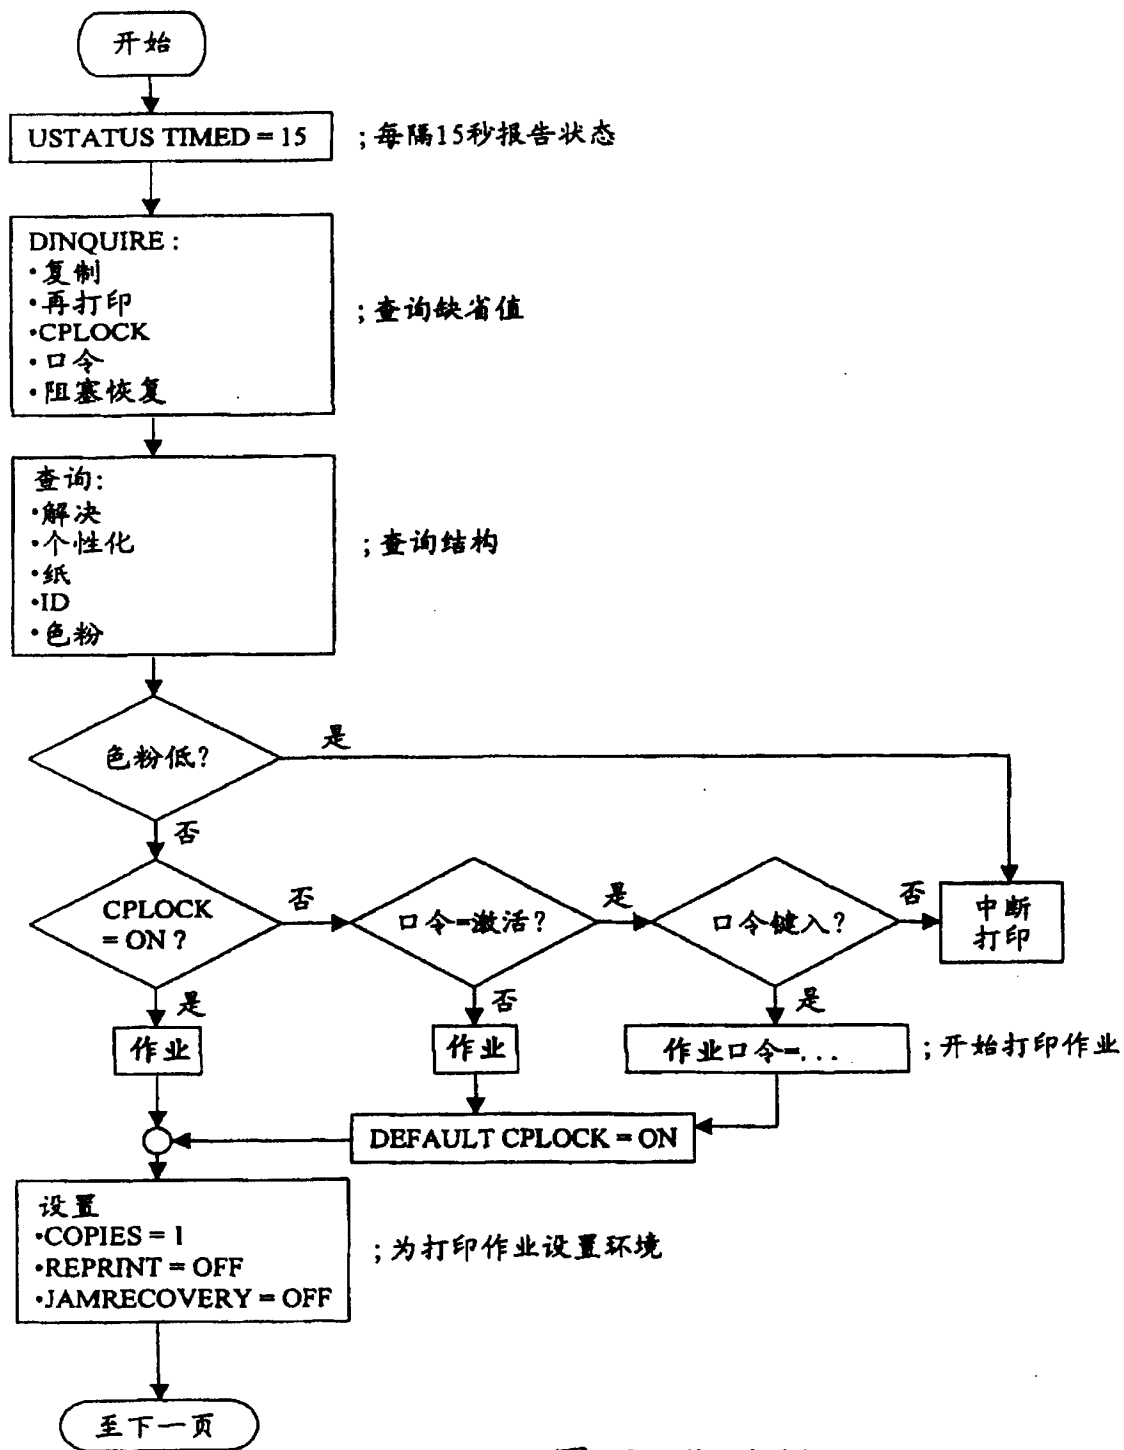 开始
USTATUS TIMED = 15
;每隔15秒报告状态
DINQUIRE :
·复制
·再打印
·CPLOCK
·口令
·阻塞恢复
;查询缺省值
查询:
·解决
·个性化
·纸
·ID
·色粉
;查询结构
色粉低?
是
否
CPLOCK
= ON ?
否
口令=激活?
是
口令键入?
否
中断
打印
是
否
是
作业
作业
作业口令=...
;开始打印作业
DEFAULT CPLOCK = ON
设置
·COPIES = 1
·REPRINT = OFF
·JAMRECOVERY = OFF
;为打印作业设置环境
至下一页
图